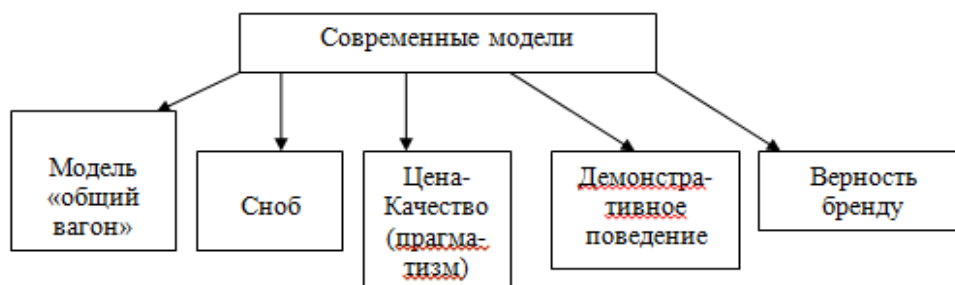 Современные модели
Модель
«общий
вагон»
Сноб
Цена-
Качество
(прагма-
тизм)
Демонстра-
тивное
поведение
Верность
бренду